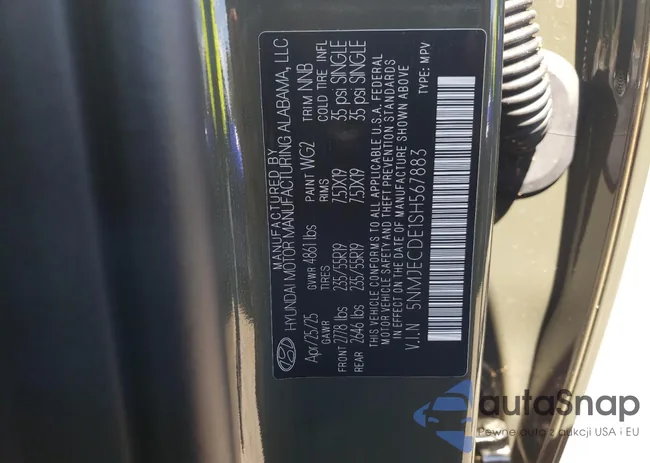 MANUFACTURED BY
HYUNDAI MOTOR MANUFACTURING ALABAMA, LLC
Apr/25/25 GVWR 4861 lbs PAINT WG2 TRIM NNB
GAWR TIRES RIMS COLD TIRE INFL
FRONT 2778 lbs 235/55R19 7.5JX19 35 psi SINGLE
REAR 2646 lbs 235/55R19 7.5JX19 35 psi SINGLE
THIS VEHICLE CONFORMS TO ALL APPLICABLE U.S.A. FEDERAL
MOTOR VEHICLE SAFETY AND THEFT PREVENTION STANDARDS
IN EFFECT ON THE DATE OF MANUFACTURE SHOWN ABOVE
V.I.N 5NMJECDE1SH567883 TYPE: MPV
autaSnap
Pewne auto z aukcji USA i EU